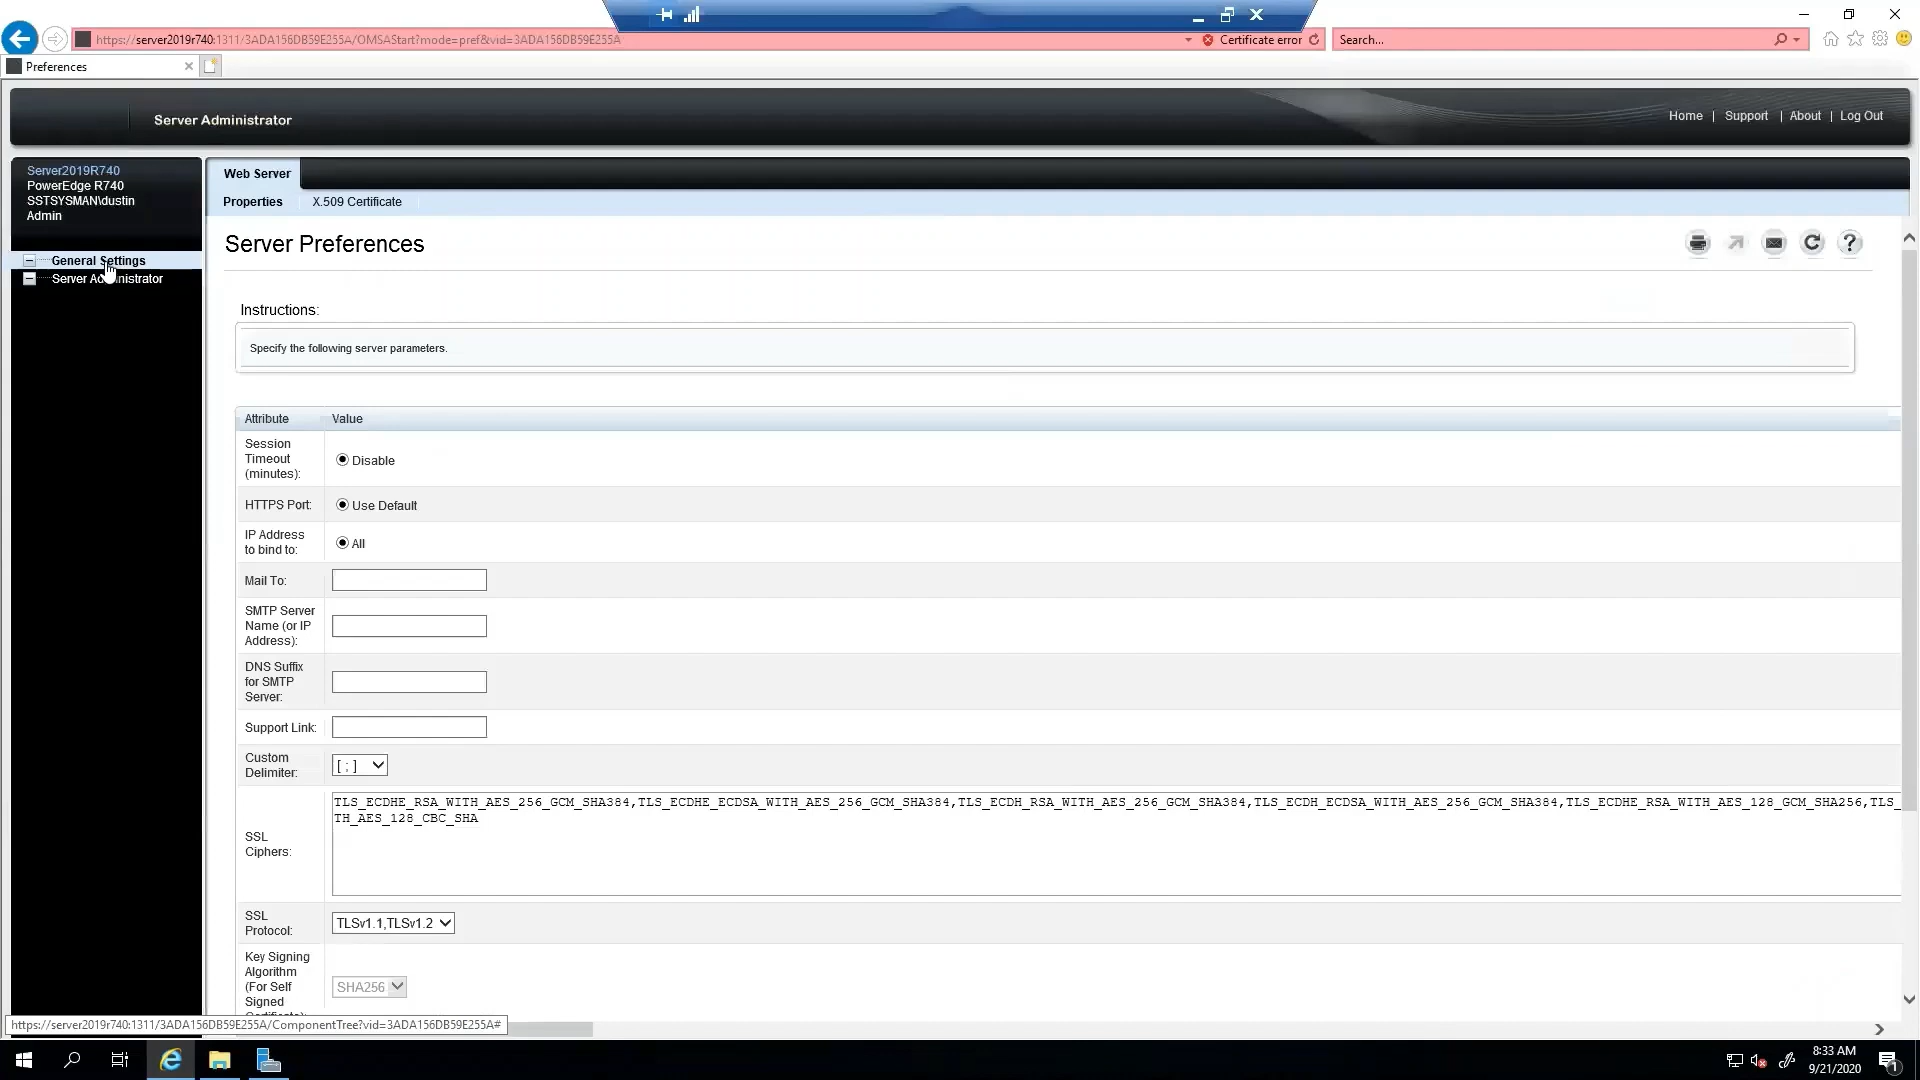 https://server2019r740:1311/3ADA156DB59E255A/OMSAStart?mode=pref&vid=3ADA156DB59E255A
Certificate error
Search...
Preferences
Server Administrator
Home | Support | About | Log Out
Server2019R740
PowerEdge R740
SSTSYSMAN\dustin
Admin
General Settings
Server Administrator
Web Server
Properties
X.509 Certificate
Server Preferences
Instructions:
Specify the following server parameters.
Attribute Value
Session
Timeout
(minutes):
Disable
HTTPS Port:
Use Default
IP Address
to bind to:
All
Mail To:
SMTP Server
Name (or IP
Address):
DNS Suffix
for SMTP
Server:
Support Link:
Custom
Delimiter:
[ ; ]
SSL
Ciphers:
TLS_ECDHE_RSA_WITH_AES_256_GCM_SHA384,TLS_ECDHE_ECDSA_WITH_AES_256_GCM_SHA384,TLS_ECDH_RSA_WITH_AES_256_GCM_SHA384,TLS_ECDH_ECDSA_WITH_AES_256_GCM_SHA384,TLS_ECDHE_RSA_WITH_AES_128_GCM_SHA256,TLS_
TH_AES_128_CBC_SHA
SSL
Protocol:
TLSv1.1,TLSv1.2
Key Signing
Algorithm
(For Self
Signed
Certificate):
SHA256
https://server2019r740:1311/3ADA156DB59E255A/ComponentTree?vid=3ADA156DB59E255A#
8:33 AM
9/21/2020
1